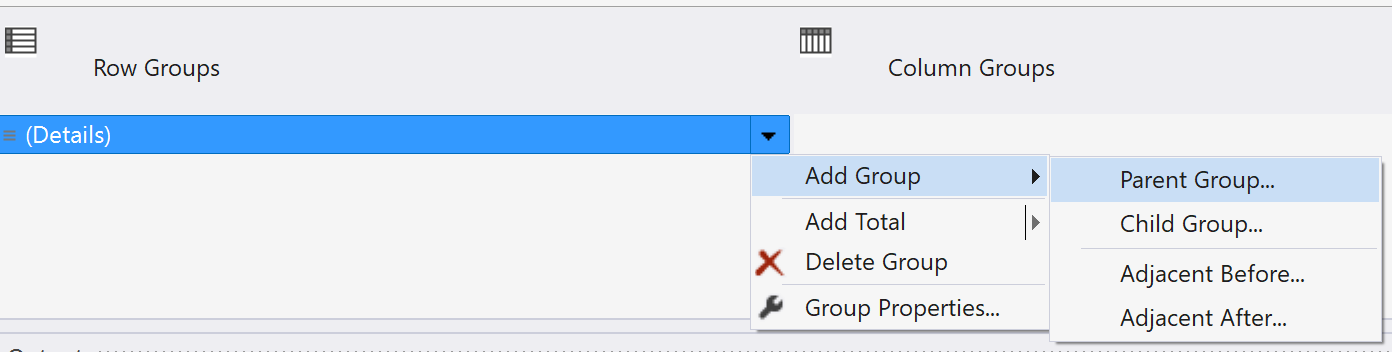 Row Groups
Column Groups
(Details)
Add Group
Parent Group...
Add Total
Child Group...
Delete Group
Adjacent Before...
Group Properties...
Adjacent After...